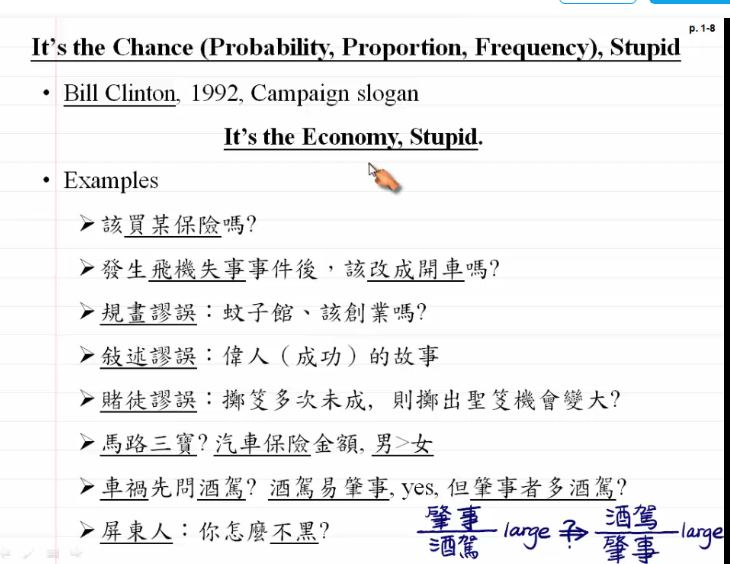 p. 1-8
It's the Chance (Probability, Proportion, Frequency), Stupid
• Bill Clinton, 1992, Campaign slogan
It's the Economy, Stupid.
• Examples
➢ 該買某保險嗎?
➢ 發生飛機失事事件後，該改成開車嗎?
➢ 規畫謬誤：蚊子館、該創業嗎?
➢ 敘述謬誤：偉人（成功）的故事
➢ 賭徒謬誤：擲筊多次未成, 則擲出聖筊機會變大?
➢ 馬路三寶? 汽車保險金額, 男>女
➢ 車禍先問酒駕? 酒駕易肇事, yes, 但肇事者多酒駕?
➢ 屏東人：你怎麼不黑?
肇事/酒駕 large ?⇒ 酒駕/肇事 large